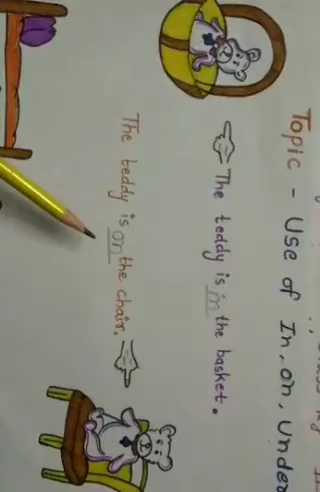 Topic - Use of In, on, Under
The teddy is in the basket.
The teddy is on the chair.